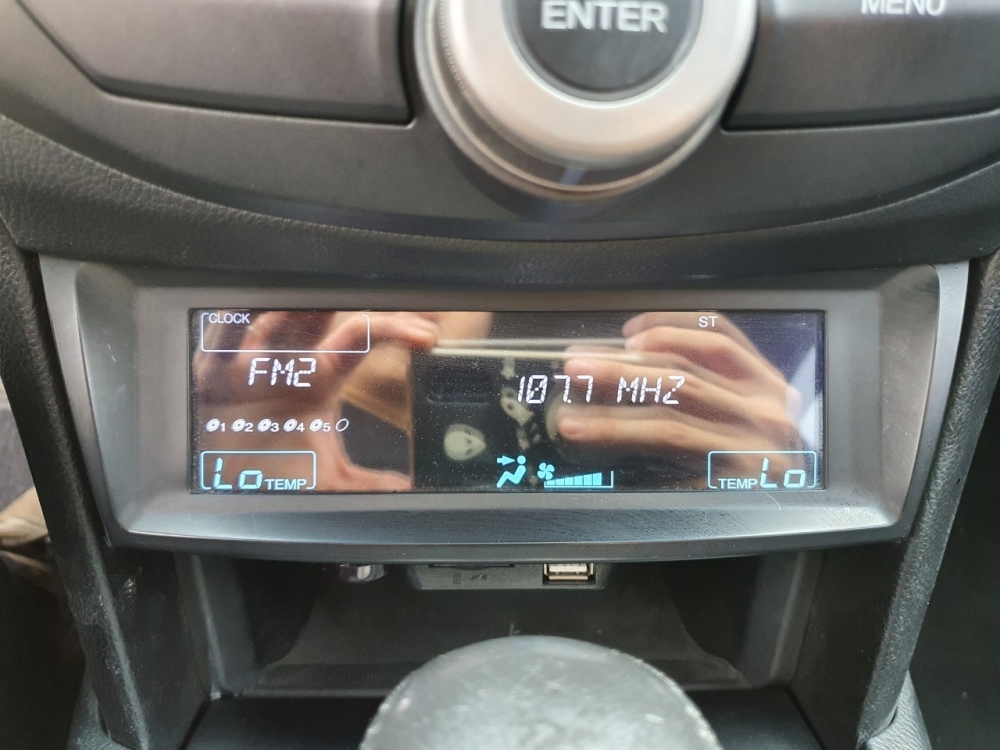 ENTER
MENU
CLOCK
ST
FM2
107.7 MHZ
1 2 3 4 5
Lo TEMP
TEMP Lo